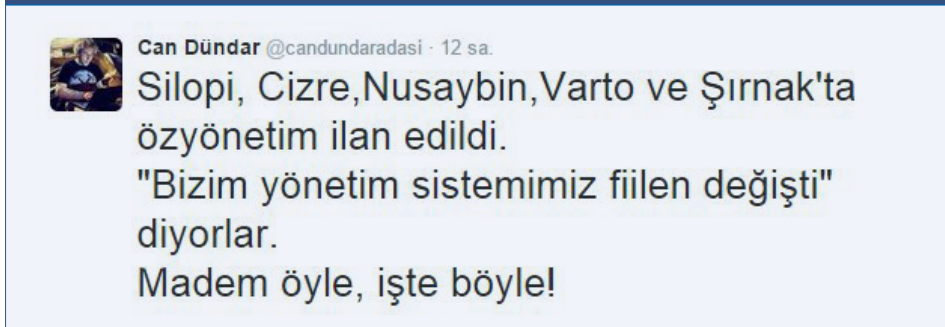 Can Dündar @candundaradasi · 12 sa.
Silopi, Cizre,Nusaybin,Varto ve Şırnak'ta
özyönetim ilan edildi.
"Bizim yönetim sistemimiz fiilen değişti"
diyorlar.
Madem öyle, işte böyle!